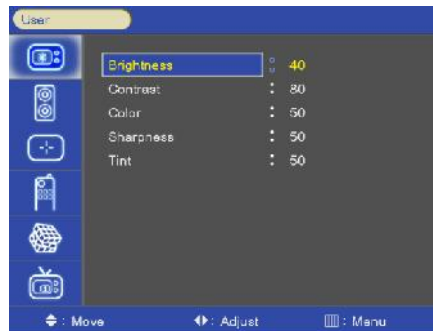 User
Brightness : 40
Contrast : 80
Color : 50
Sharpness : 50
Tint : 50
: Move : Adjust : Menu